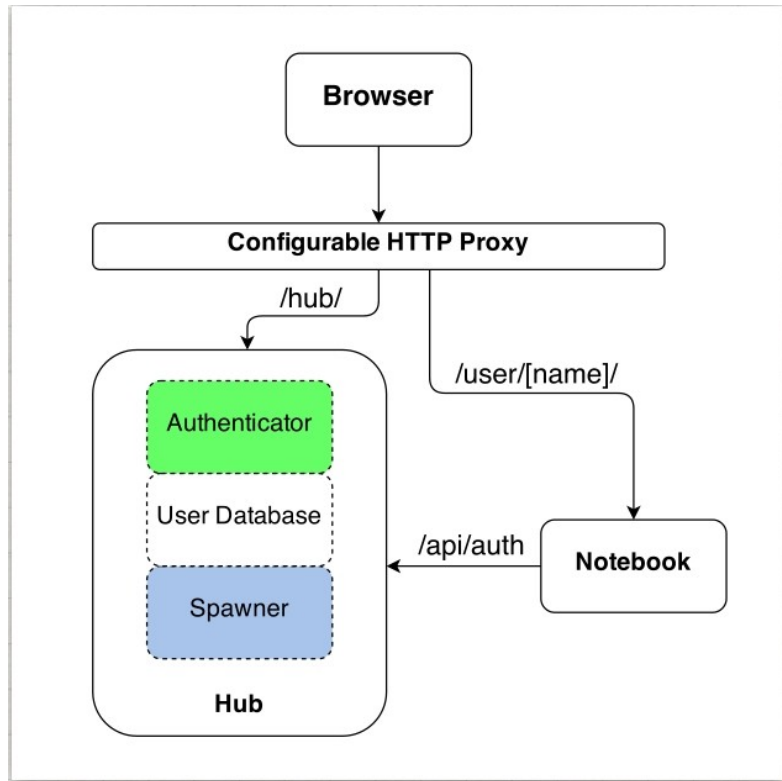 Browser
Configurable HTTP Proxy
/hub/
/user/[name]/
Authenticator
User Database
/api/auth
Notebook
Spawner
Hub